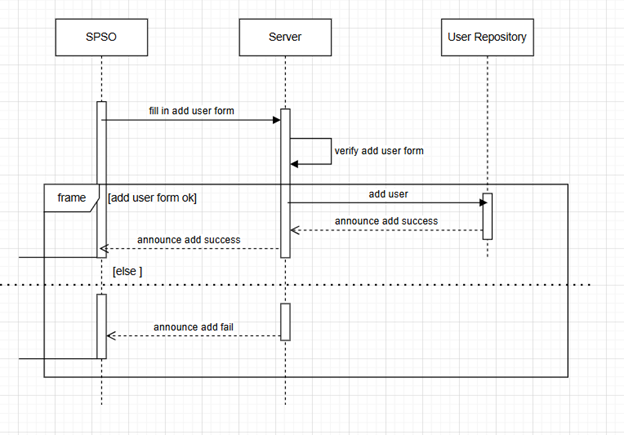 SPSO
Server
User Repository
fill in add user form
verify add user form
frame
[add user form ok]
add user
announce add success
announce add success
[else ]
announce add fail